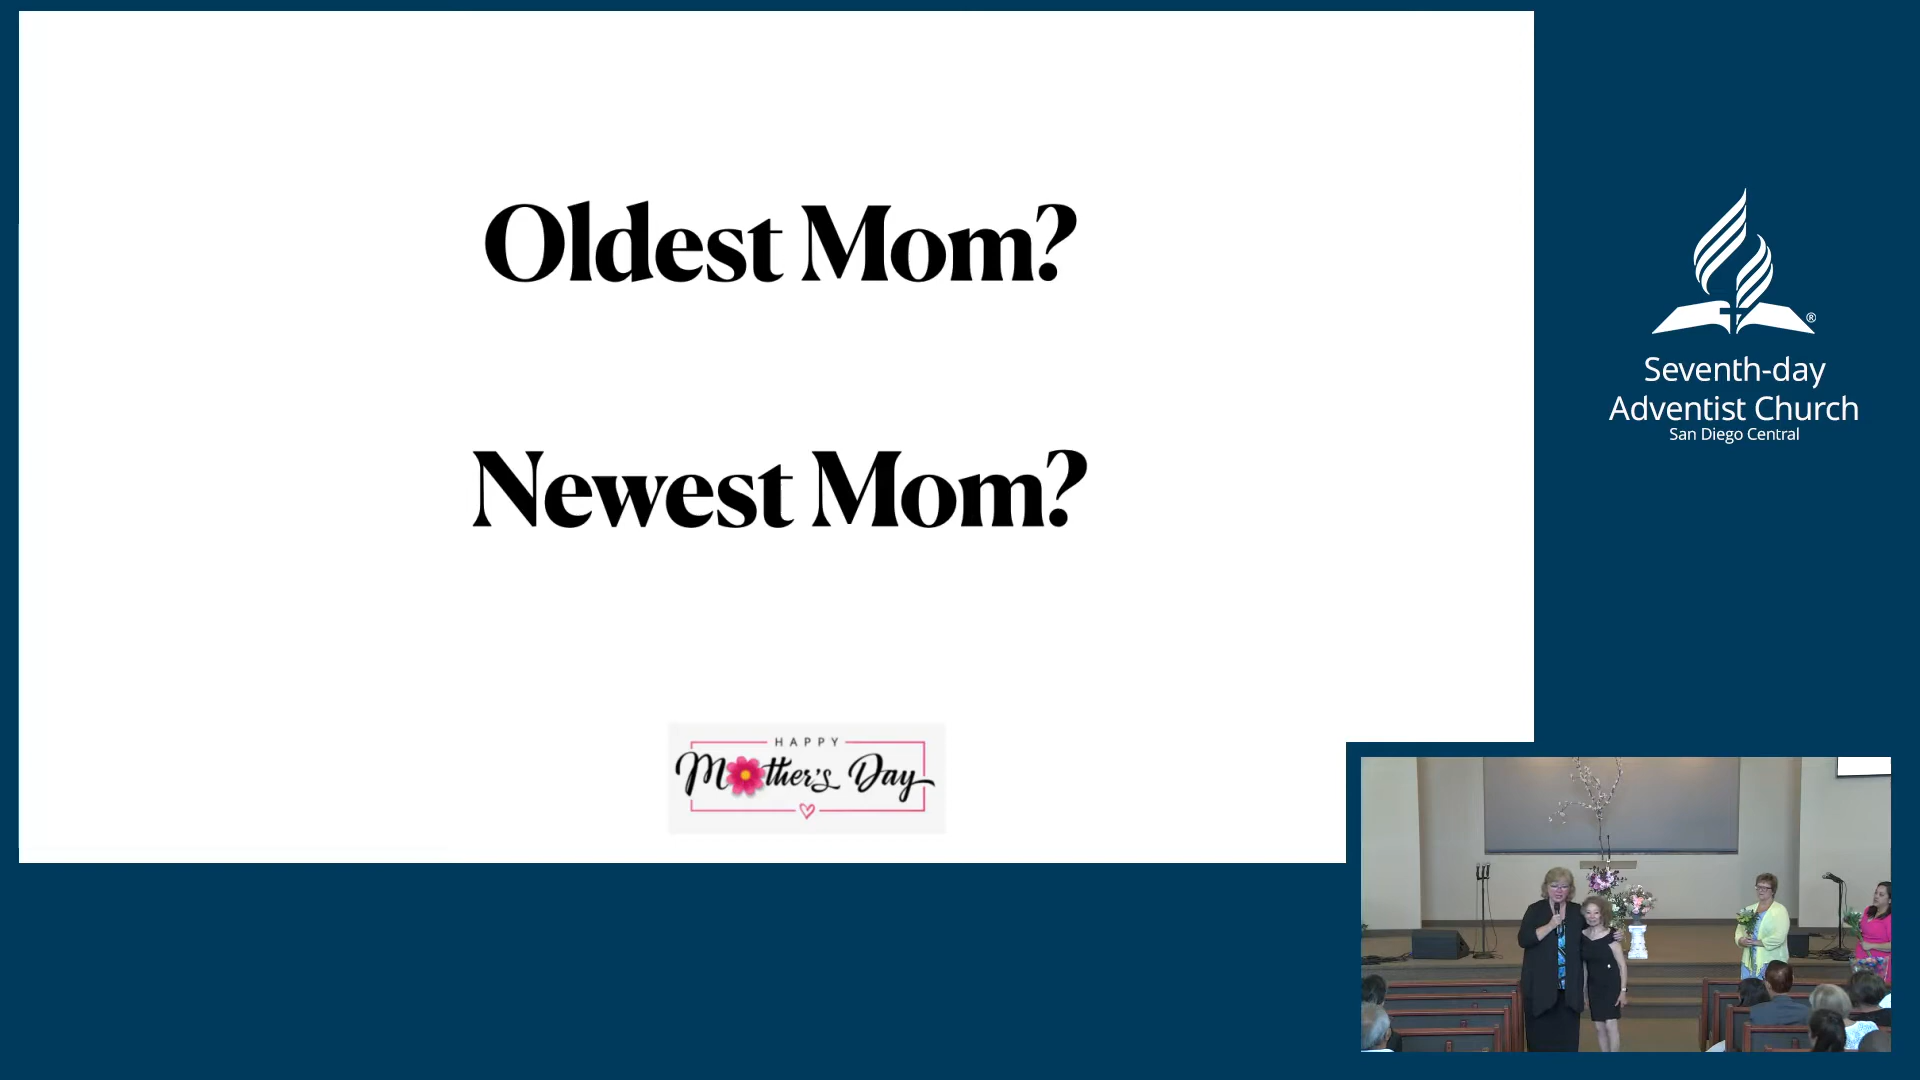 Oldest Mom?
Newest Mom?
HAPPY
Mother's Day
®
Seventh-day
Adventist Church
San Diego Central